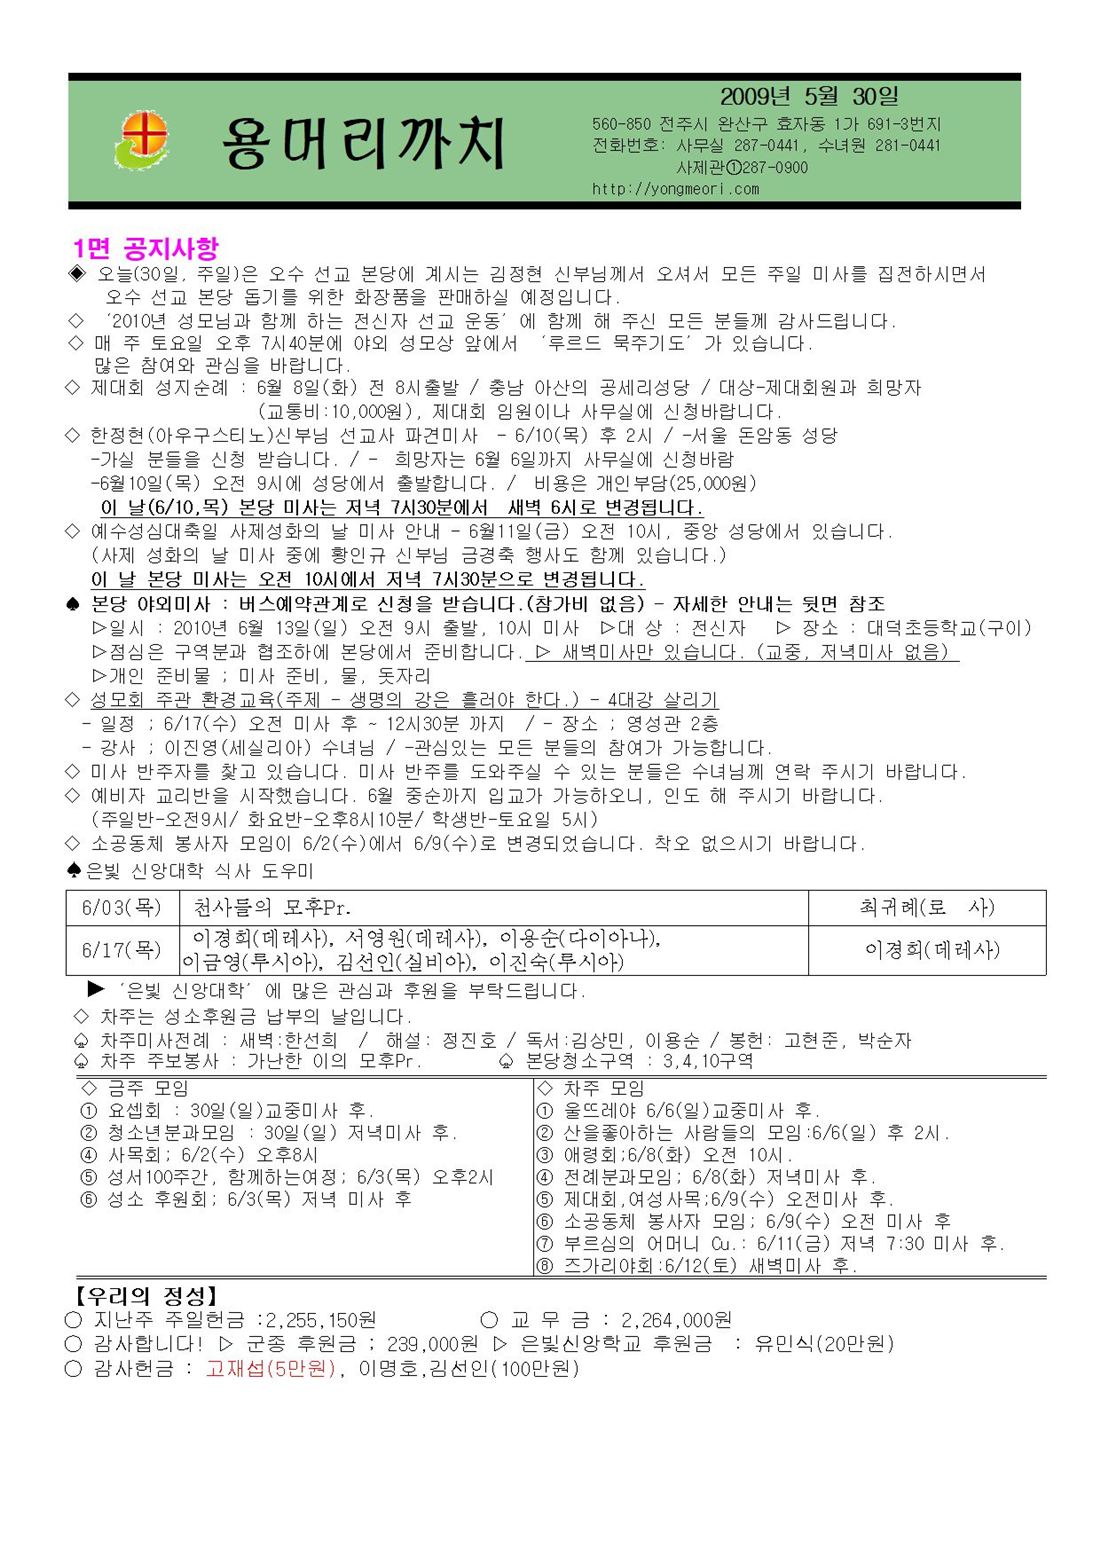 용머리까치
2009년 5월 30일
560-850 전주시 완산구 효자동 1가 691-3번지
전화번호: 사무실 287-0441, 수녀원 281-0441
사제관①287-0900
http://yongmeori.com
1면 공지사항
◈ 오늘(30일, 주일)은 오수 선교 본당에 계시는 김정현 신부님께서 오셔서 모든 주일 미사를 집전하시면서
오수 선교 본당 돕기를 위한 화장품을 판매하실 예정입니다.
◇ ‘2010년 성모님과 함께 하는 전신자 선교 운동’에 함께 해 주신 모든 분들께 감사드립니다.
◇ 매 주 토요일 오후 7시40분에 야외 성모상 앞에서 ‘루르드 묵주기도’가 있습니다.
많은 참여와 관심을 바랍니다.
◇ 제대회 성지순례 : 6월 8일(화) 전 8시출발 / 충남 아산의 공세리성당 / 대상-제대회원과 희망자
(교통비:10,000원), 제대회 임원이나 사무실에 신청바랍니다.
◇ 한정현(아우구스티노)신부님 선교사 파견미사 - 6/10(목) 후 2시 / -서울 돈암동 성당
-가실 분들을 신청 받습니다. / - 희망자는 6월 6일까지 사무실에 신청바람
-6월10일(목) 오전 9시에 성당에서 출발합니다. / 비용은 개인부담(25,000원)
이 날(6/10,목) 본당 미사는 저녁 7시30분에서 새벽 6시로 변경됩니다.
◇ 예수성심대축일 사제성화의 날 미사 안내 - 6월11일(금) 오전 10시, 중앙 성당에서 있습니다.
(사제 성화의 날 미사 중에 황인규 신부님 금경축 행사도 함께 있습니다.)
이 날 본당 미사는 오전 10시에서 저녁 7시30분으로 변경됩니다.
♠ 본당 야외미사 : 버스예약관계로 신청을 받습니다.(참가비 없음) - 자세한 안내는 뒷면 참조
▷일시 : 2010년 6월 13일(일) 오전 9시 출발, 10시 미사 ▷대 상 : 전신자 ▷ 장소 : 대덕초등학교(구이)
▷점심은 구역분과 협조하에 본당에서 준비합니다. ▷ 새벽미사만 있습니다. (교중, 저녁미사 없음)
▷개인 준비물 ; 미사 준비, 물, 돗자리
◇ 성모회 주관 환경교육(주제 - 생명의 강은 흘러야 한다.) - 4대강 살리기
- 일정 ; 6/17(수) 오전 미사 후 ~ 12시30분 까지 / - 장소 ; 영성관 2층
- 강사 ; 이진영(세실리아) 수녀님 / -관심있는 모든 분들의 참여가 가능합니다.
◇ 미사 반주자를 찾고 있습니다. 미사 반주를 도와주실 수 있는 분들은 수녀님께 연락 주시기 바랍니다.
◇ 예비자 교리반을 시작했습니다. 6월 중순까지 입교가 가능하오니, 인도 해 주시기 바랍니다.
(주일반-오전9시/ 화요반-오후8시10분/ 학생반-토요일 5시)
◇ 소공동체 봉사자 모임이 6/2(수)에서 6/9(수)로 변경되었습니다. 착오 없으시기 바랍니다.
♠은빛 신앙대학 식사 도우미
6/03(목) 천사들의 모후Pr. 최귀례(로 사)
6/17(목) 이경희(데레사), 서영원(데레사), 이용순(다이아나), 이경희(데레사)
이금영(루시아), 김선인(실비아), 이진숙(루시아)
▶ ‘은빛 신앙대학’에 많은 관심과 후원을 부탁드립니다.
◇ 차주는 성소후원금 납부의 날입니다.
♤ 차주미사전례 : 새벽:한선희 / 해설: 정진호 / 독서:김상민, 이용순 / 봉헌: 고현준, 박순자
♤ 차주 주보봉사 : 가난한 이의 모후Pr. ♤ 본당청소구역 : 3,4,10구역
◇ 금주 모임
① 요셉회 : 30일(일)교중미사 후.
② 청소년분과모임 : 30일(일) 저녁미사 후.
④ 사목회; 6/2(수) 오후8시
⑤ 성서100주간, 함께하는여정; 6/3(목) 오후2시
⑥ 성소 후원회; 6/3(목) 저녁 미사 후
◇ 차주 모임
① 울뜨레야 6/6(일)교중미사 후.
② 산을좋아하는 사람들의 모임:6/6(일) 후 2시.
③ 애령회;6/8(화) 오전 10시.
④ 전례분과모임; 6/8(화) 저녁미사 후.
⑤ 제대회,여성사목;6/9(수) 오전미사 후.
⑥ 소공동체 봉사자 모임; 6/9(수) 오전 미사 후
⑦ 부르심의 어머니 Cu.: 6/11(금) 저녁 7:30 미사 후.
⑧ 즈가리야회:6/12(토) 새벽미사 후.
【우리의 정성】
○ 지난주 주일헌금 :2,255,150원 ○ 교 무 금 : 2,264,000원
○ 감사합니다! ▷ 군종 후원금 ; 239,000원 ▷ 은빛신앙학교 후원금 : 유민식(20만원)
○ 감사헌금 : 고재섭(5만원), 이명호,김선인(100만원)